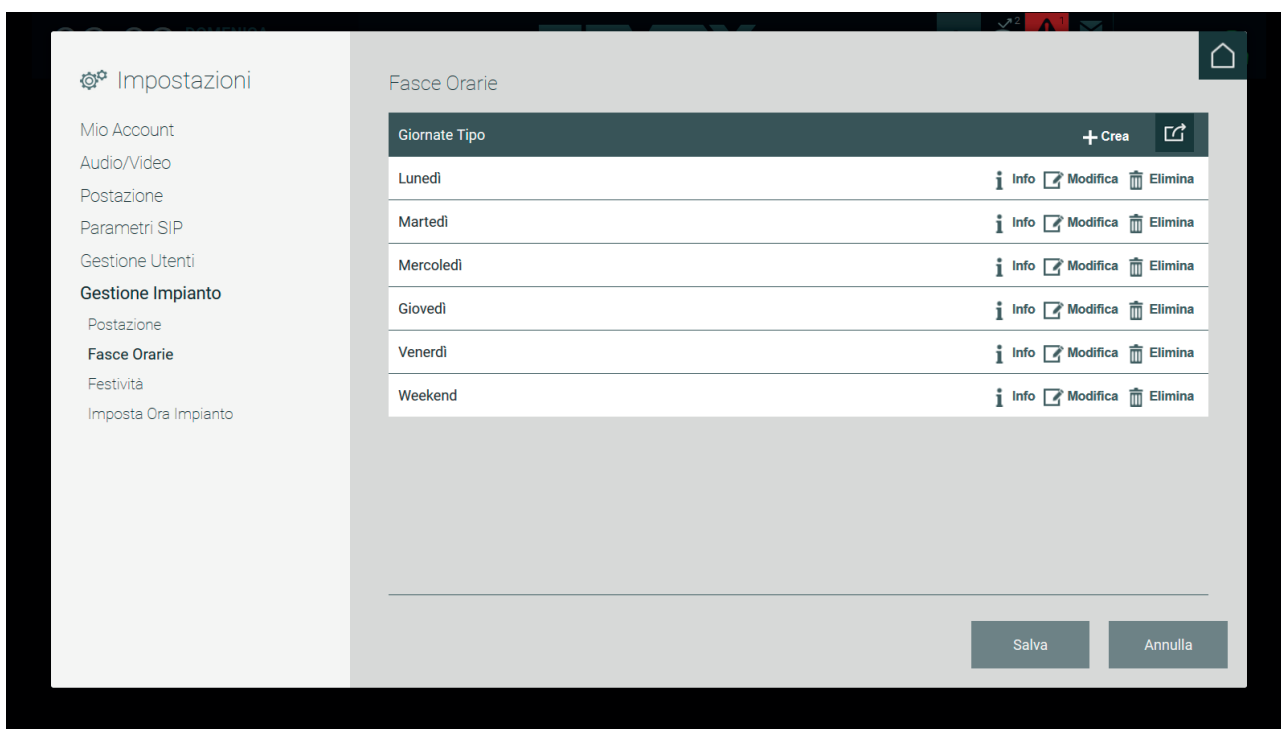 2
1
Impostazioni
Mio Account
Audio/Video
Postazione
Parametri SIP
Gestione Utenti
Gestione Impianto
Postazione
Fasce Orarie
Festività
Imposta Ora Impianto
Fasce Orarie
Giornate Tipo Crea
Lunedì Info Modifica Elimina
Martedì Info Modifica Elimina
Mercoledì Info Modifica Elimina
Giovedì Info Modifica Elimina
Venerdì Info Modifica Elimina
Weekend Info Modifica Elimina
Salva Annulla